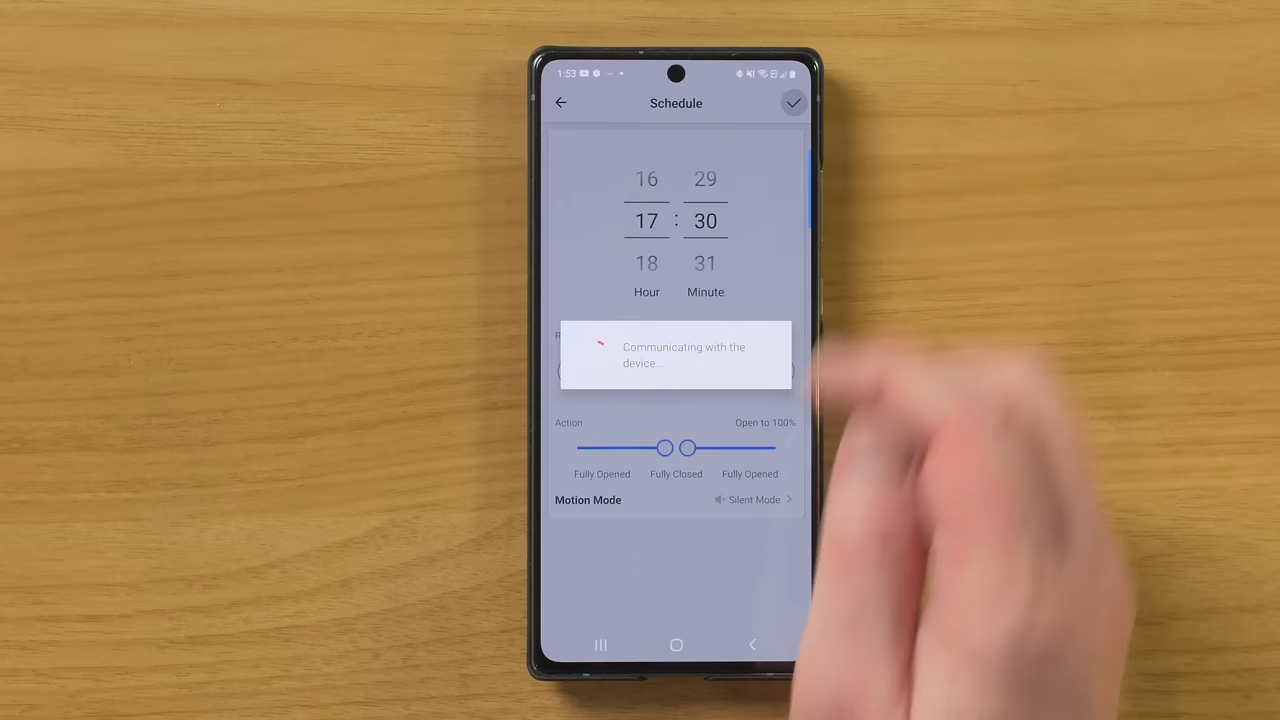 1:53
Schedule
16 29
17 : 30
18 31
Hour Minute
Communicating with the
device..
Action Open to 100%
Fully Opened Fully Closed Fully Opened
Motion Mode Silent Mode